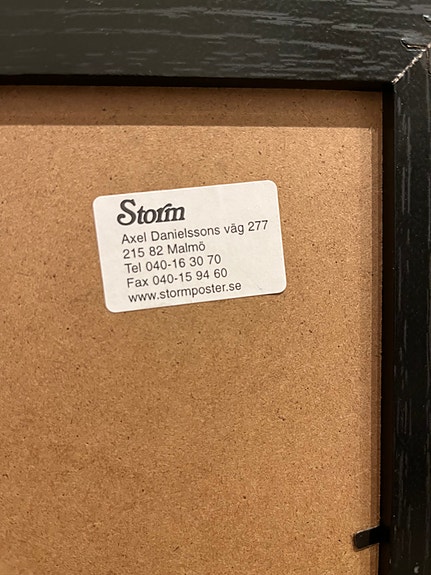 Storm
Axel Danielssons väg 277
215 82 Malmö
Tel 040-16 30 70
Fax 040-15 94 60
www.stormposter.se